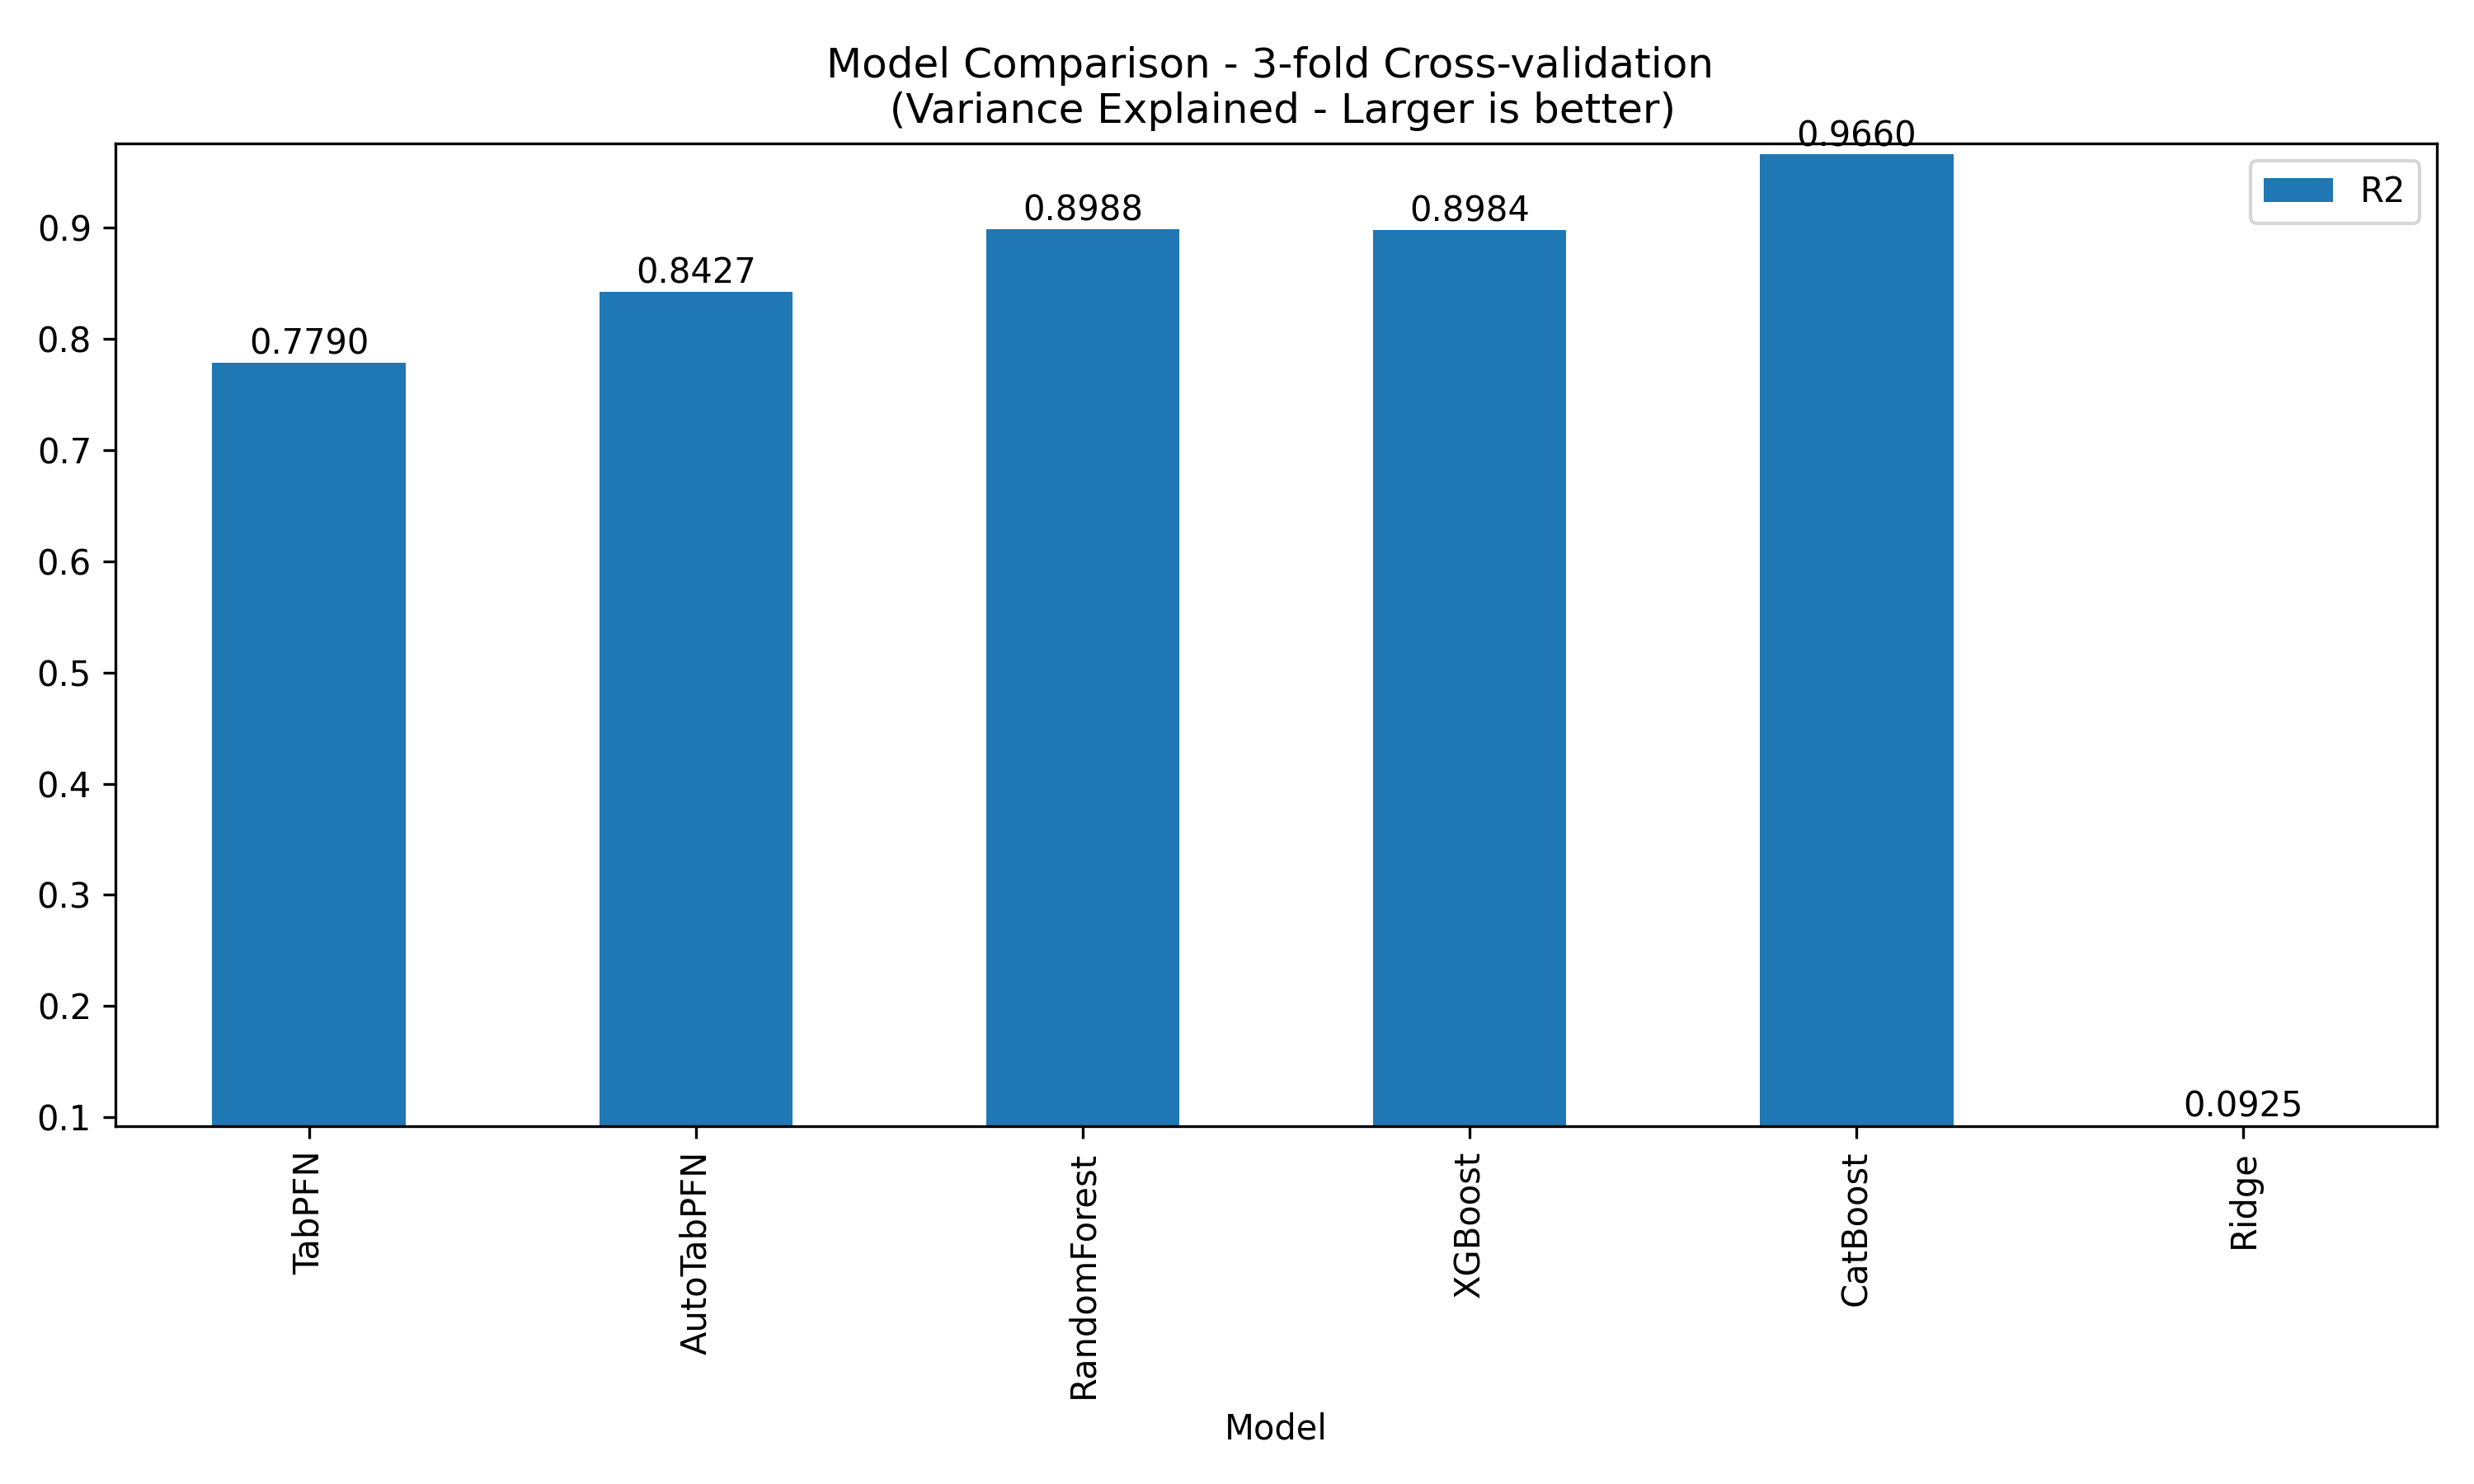 Model Comparison - 3-fold Cross-validation
(Variance Explained - Larger is better)
R2
0.9
0.8
0.7
0.6
0.5
0.4
0.3
0.2
0.1
0.7790
0.8427
0.8988
0.8984
0.9660
0.0925
TabPFN
AutoTabPFN
RandomForest
XGBoost
CatBoost
Ridge
Model